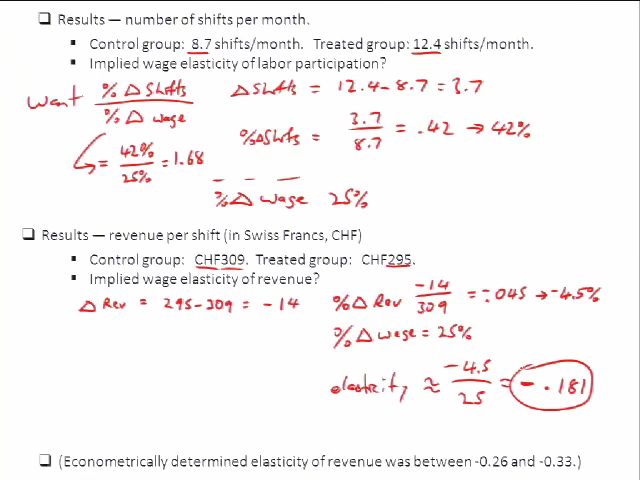 ❑ Results — number of shifts per month.
▪ Control group: 8.7 shifts/month. Treated group: 12.4 shifts/month.
▪ Implied wage elasticity of labor participation?
Want %Δ Shifts / %Δ wage
Δ Shifts = 12.4 - 8.7 = 3.7
%Δ Shifts = 3.7 / 8.7 = .42 → 42%
= 42% / 25% = 1.68
%Δ wage 25%
❑ Results — revenue per shift (in Swiss Francs, CHF)
▪ Control group: CHF309. Treated group: CHF295.
▪ Implied wage elasticity of revenue?
Δ Rev = 295-309 = -14
%Δ Rev -14 / 309 = -.045 → -4.5%
%Δ wage = 25%
elasticity ≈ -4.5 / 25 = -.181
❑ (Econometrically determined elasticity of revenue was between -0.26 and -0.33.)